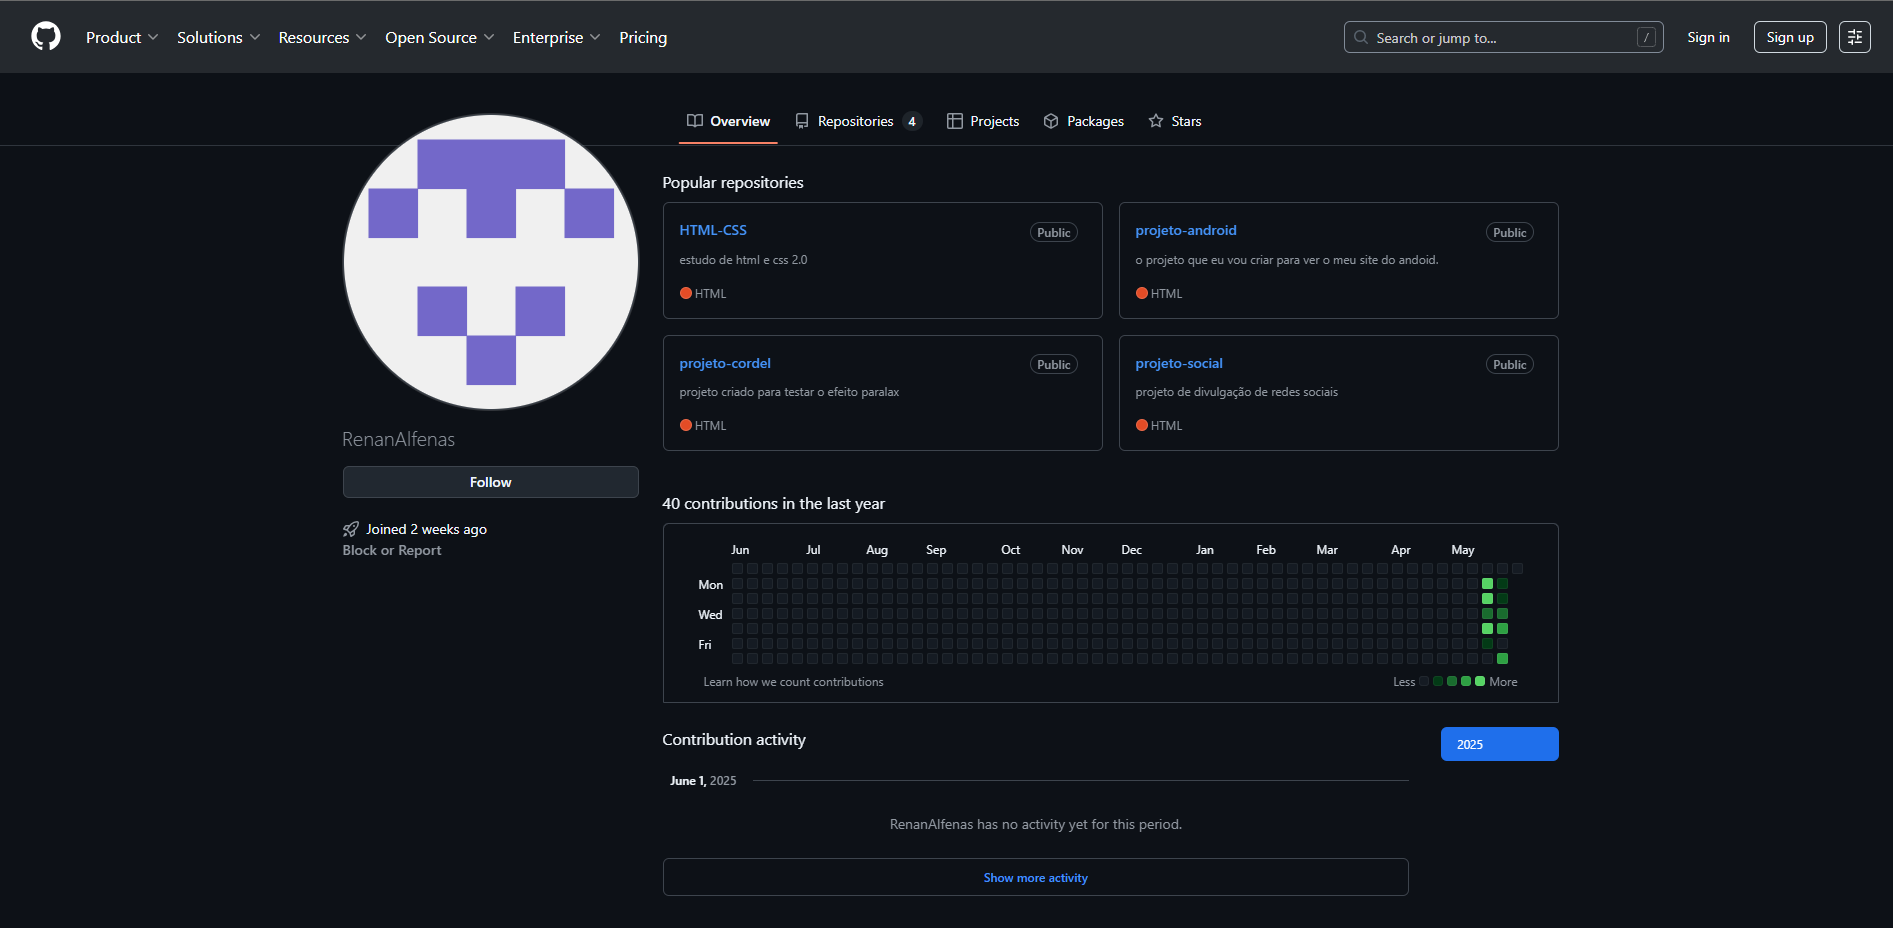 Product Solutions Resources Open Source Enterprise Pricing Search or jump to... / Sign in Sign up
Overview Repositories 4 Projects Packages Stars
RenanAlfenas
Follow
Joined 2 weeks ago
Block or Report
Popular repositories
HTML-CSS Public
estudo de html e css 2.0
HTML
projeto-android Public
o projeto que eu vou criar para ver o meu site do andoid.
HTML
projeto-cordel Public
projeto criado para testar o efeito paralax
HTML
projeto-social Public
projeto de divulgação de redes sociais
HTML
40 contributions in the last year
Jun Jul Aug Sep Oct Nov Dec Jan Feb Mar Apr May
Mon
Wed
Fri
Learn how we count contributions Less More
Contribution activity
2025
June 1, 2025
RenanAlfenas has no activity yet for this period.
Show more activity